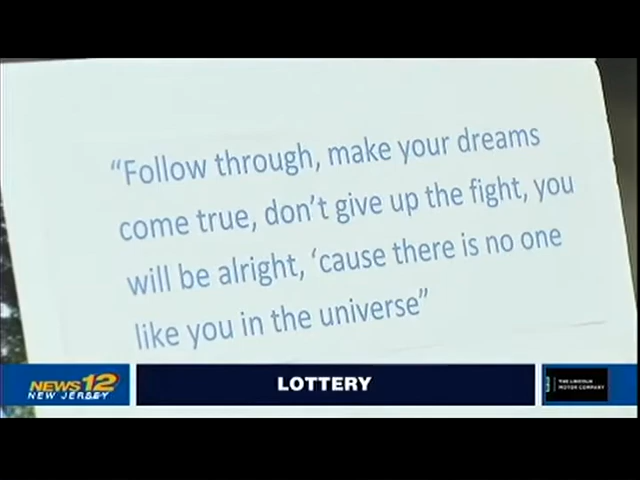 “Follow through, make your dreams
come true, don’t give up the fight, you
will be alright, ‘cause there is no one
like you in the universe”
NEWS 12
NEW JERSEY
LOTTERY
THE LINCOLN
MOTOR COMPANY